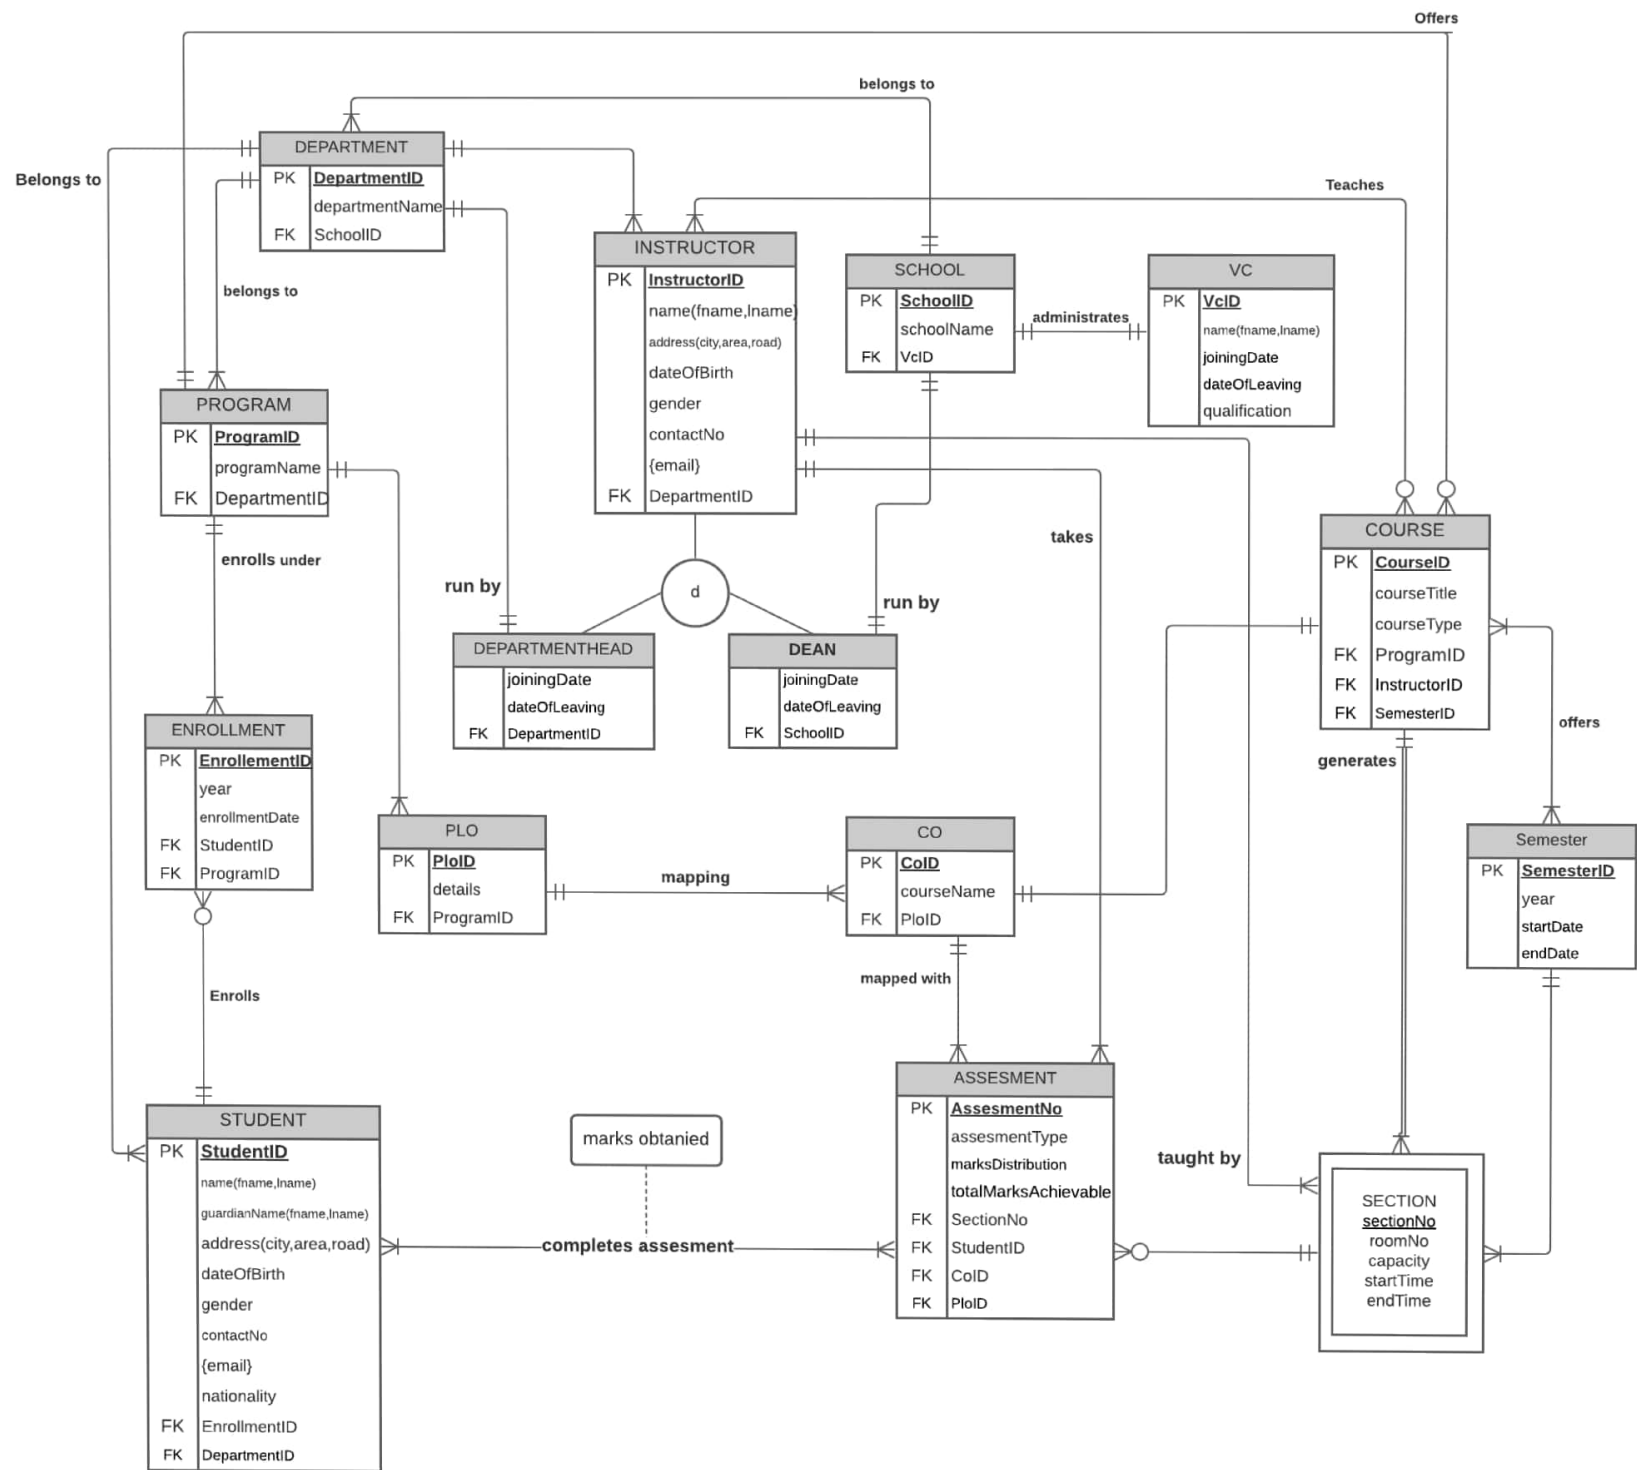 Offers
belongs to
DEPARTMENT
PK DepartmentID
departmentName
FK SchoolID
Belongs to
belongs to
Teaches
INSTRUCTOR
PK InstructorID
name(fname,lname)
address(city,area,road)
dateOfBirth
gender
contactNo
{email}
FK DepartmentID
SCHOOL
PK SchoolID
schoolName
FK VcID
administrates
VC
PK VcID
name(fname,lname)
joiningDate
dateOfLeaving
qualification
PROGRAM
PK ProgramID
programName
FK DepartmentID
enrolls under
run by
d
run by
takes
COURSE
PK CourseID
courseTitle
courseType
FK ProgramID
FK InstructorID
FK SemesterID
DEPARTMENTHEAD
joiningDate
dateOfLeaving
FK DepartmentID
DEAN
joiningDate
dateOfLeaving
FK SchoolID
ENROLLMENT
PK EnrollementID
year
enrollmentDate
FK StudentID
FK ProgramID
generates
offers
PLO
PK PloID
details
FK ProgramID
mapping
CO
PK CoID
courseName
FK PloID
Semester
PK SemesterID
year
startDate
endDate
Enrolls
mapped with
STUDENT
PK StudentID
name(fname,lname)
guardianName(fname,lname)
address(city,area,road)
dateOfBirth
gender
contactNo
{email}
nationality
FK EnrollmentID
FK DepartmentID
marks obtanied
completes assesment
ASSESMENT
PK AssesmentNo
assesmentType
marksDistribution
totalMarksAchievable
FK SectionNo
FK StudentID
FK CoID
FK PloID
taught by
SECTION
sectionNo
roomNo
capacity
startTime
endTime